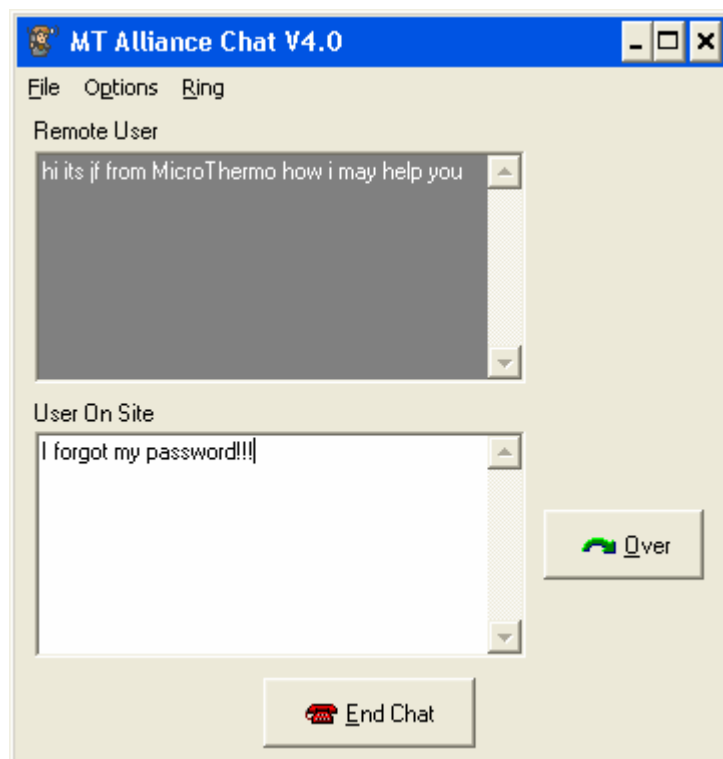 MT Alliance Chat V4.0
File Options Ring
Remote User
hi its jf from MicroThermo how i may help you
User On Site
I forgot my password!!!
Over
End Chat